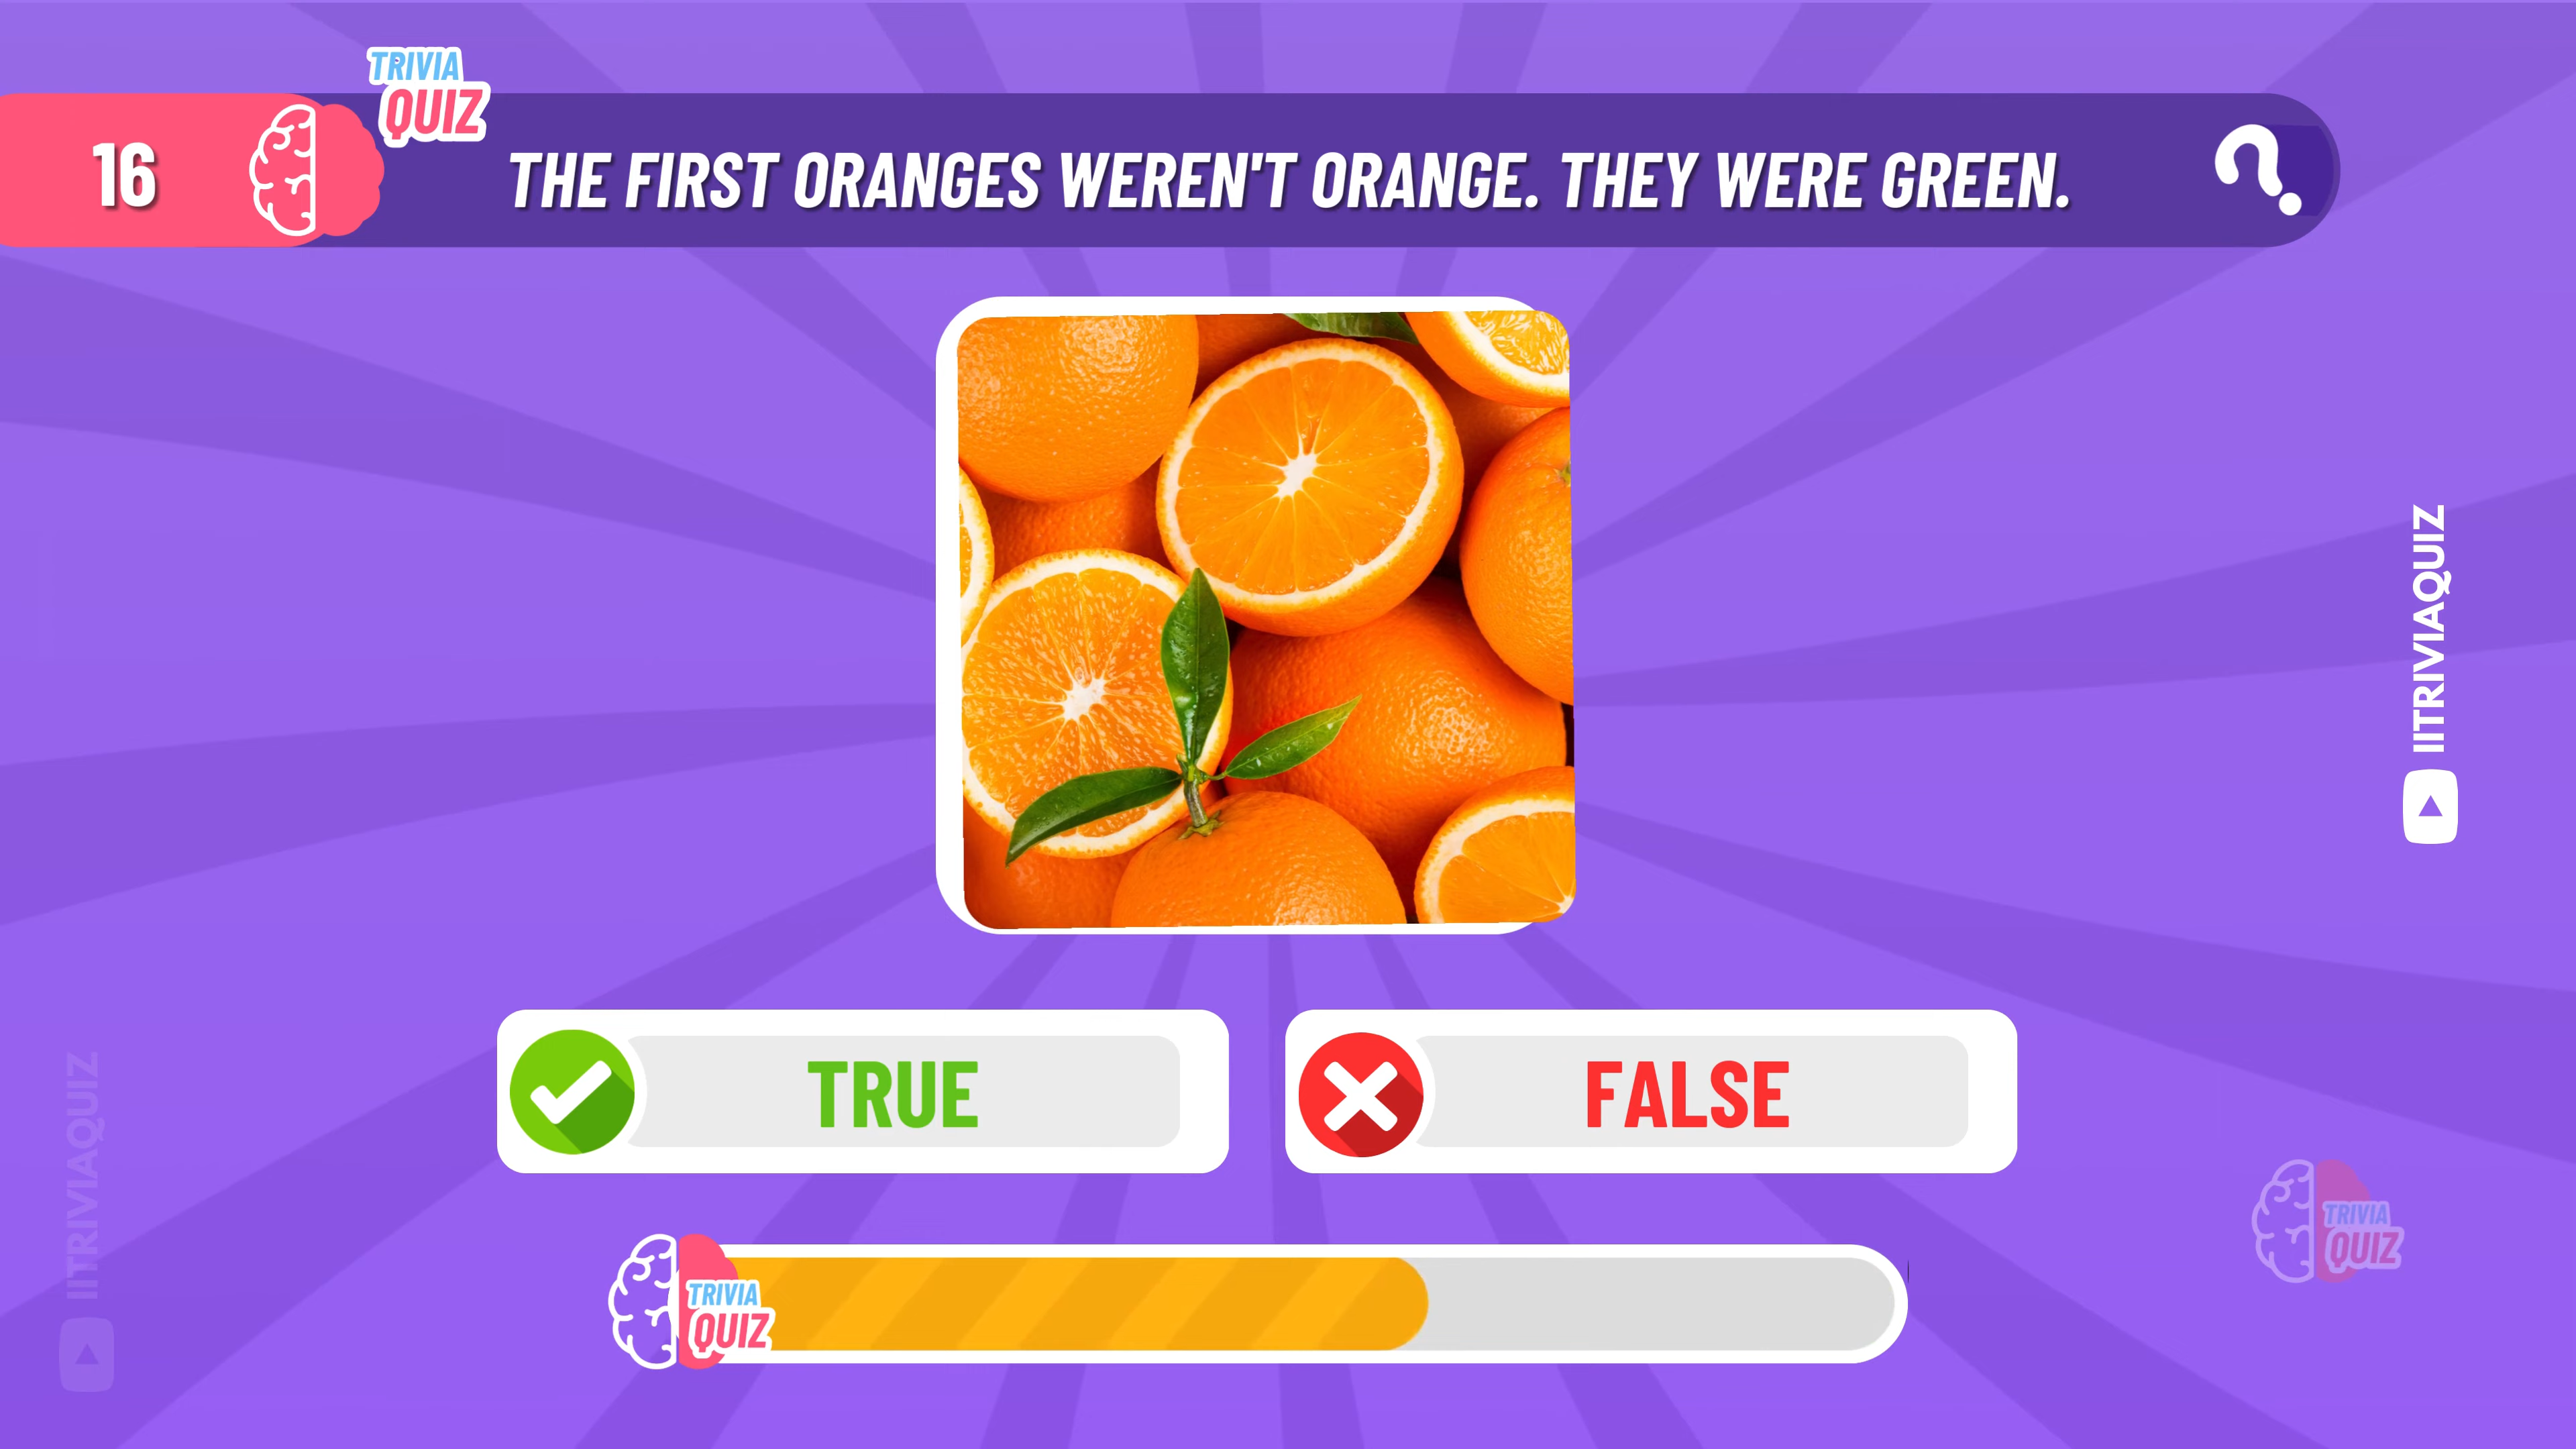 TRIVIA
QUIZ
16
THE FIRST ORANGES WEREN'T ORANGE. THEY WERE GREEN.
?
IITRIVIAQUIZ
TRUE
FALSE
IITRIVIAQUIZ
TRIVIA
QUIZ
TRIVIA
QUIZ